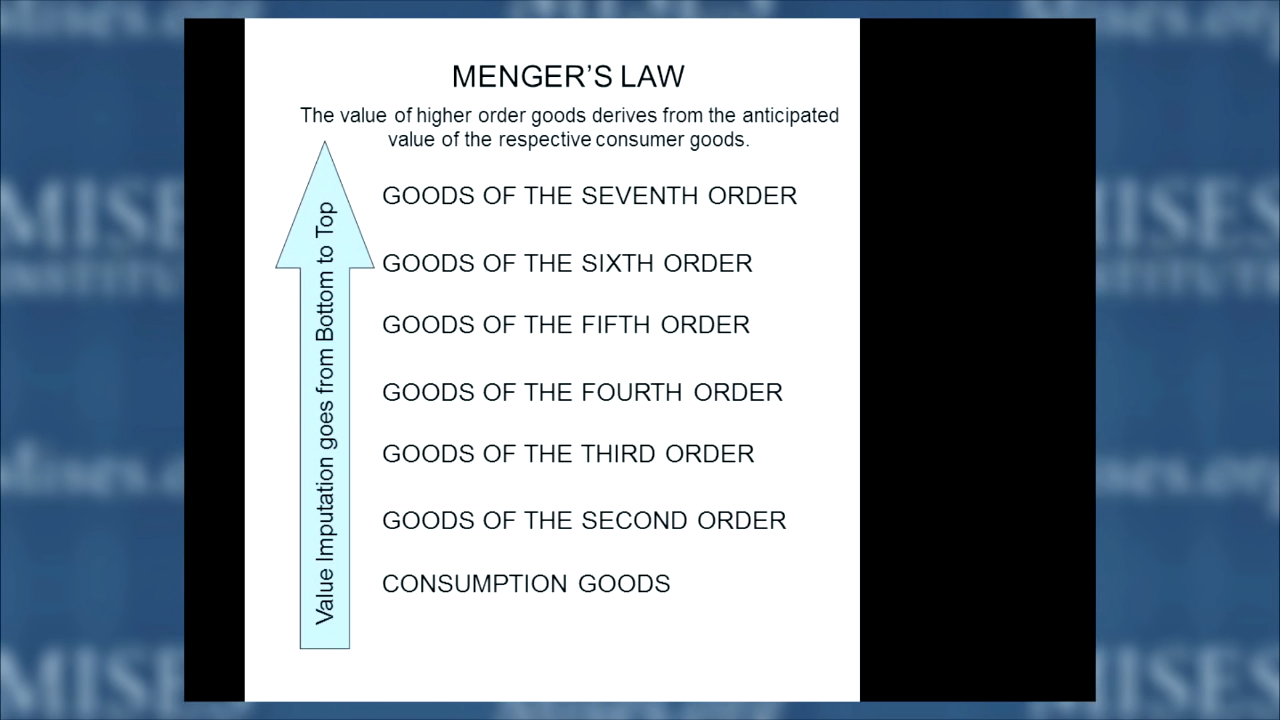 MENGER'S LAW
The value of higher order goods derives from the anticipated
value of the respective consumer goods.
Value Imputation goes from Bottom to Top
GOODS OF THE SEVENTH ORDER
GOODS OF THE SIXTH ORDER
GOODS OF THE FIFTH ORDER
GOODS OF THE FOURTH ORDER
GOODS OF THE THIRD ORDER
GOODS OF THE SECOND ORDER
CONSUMPTION GOODS